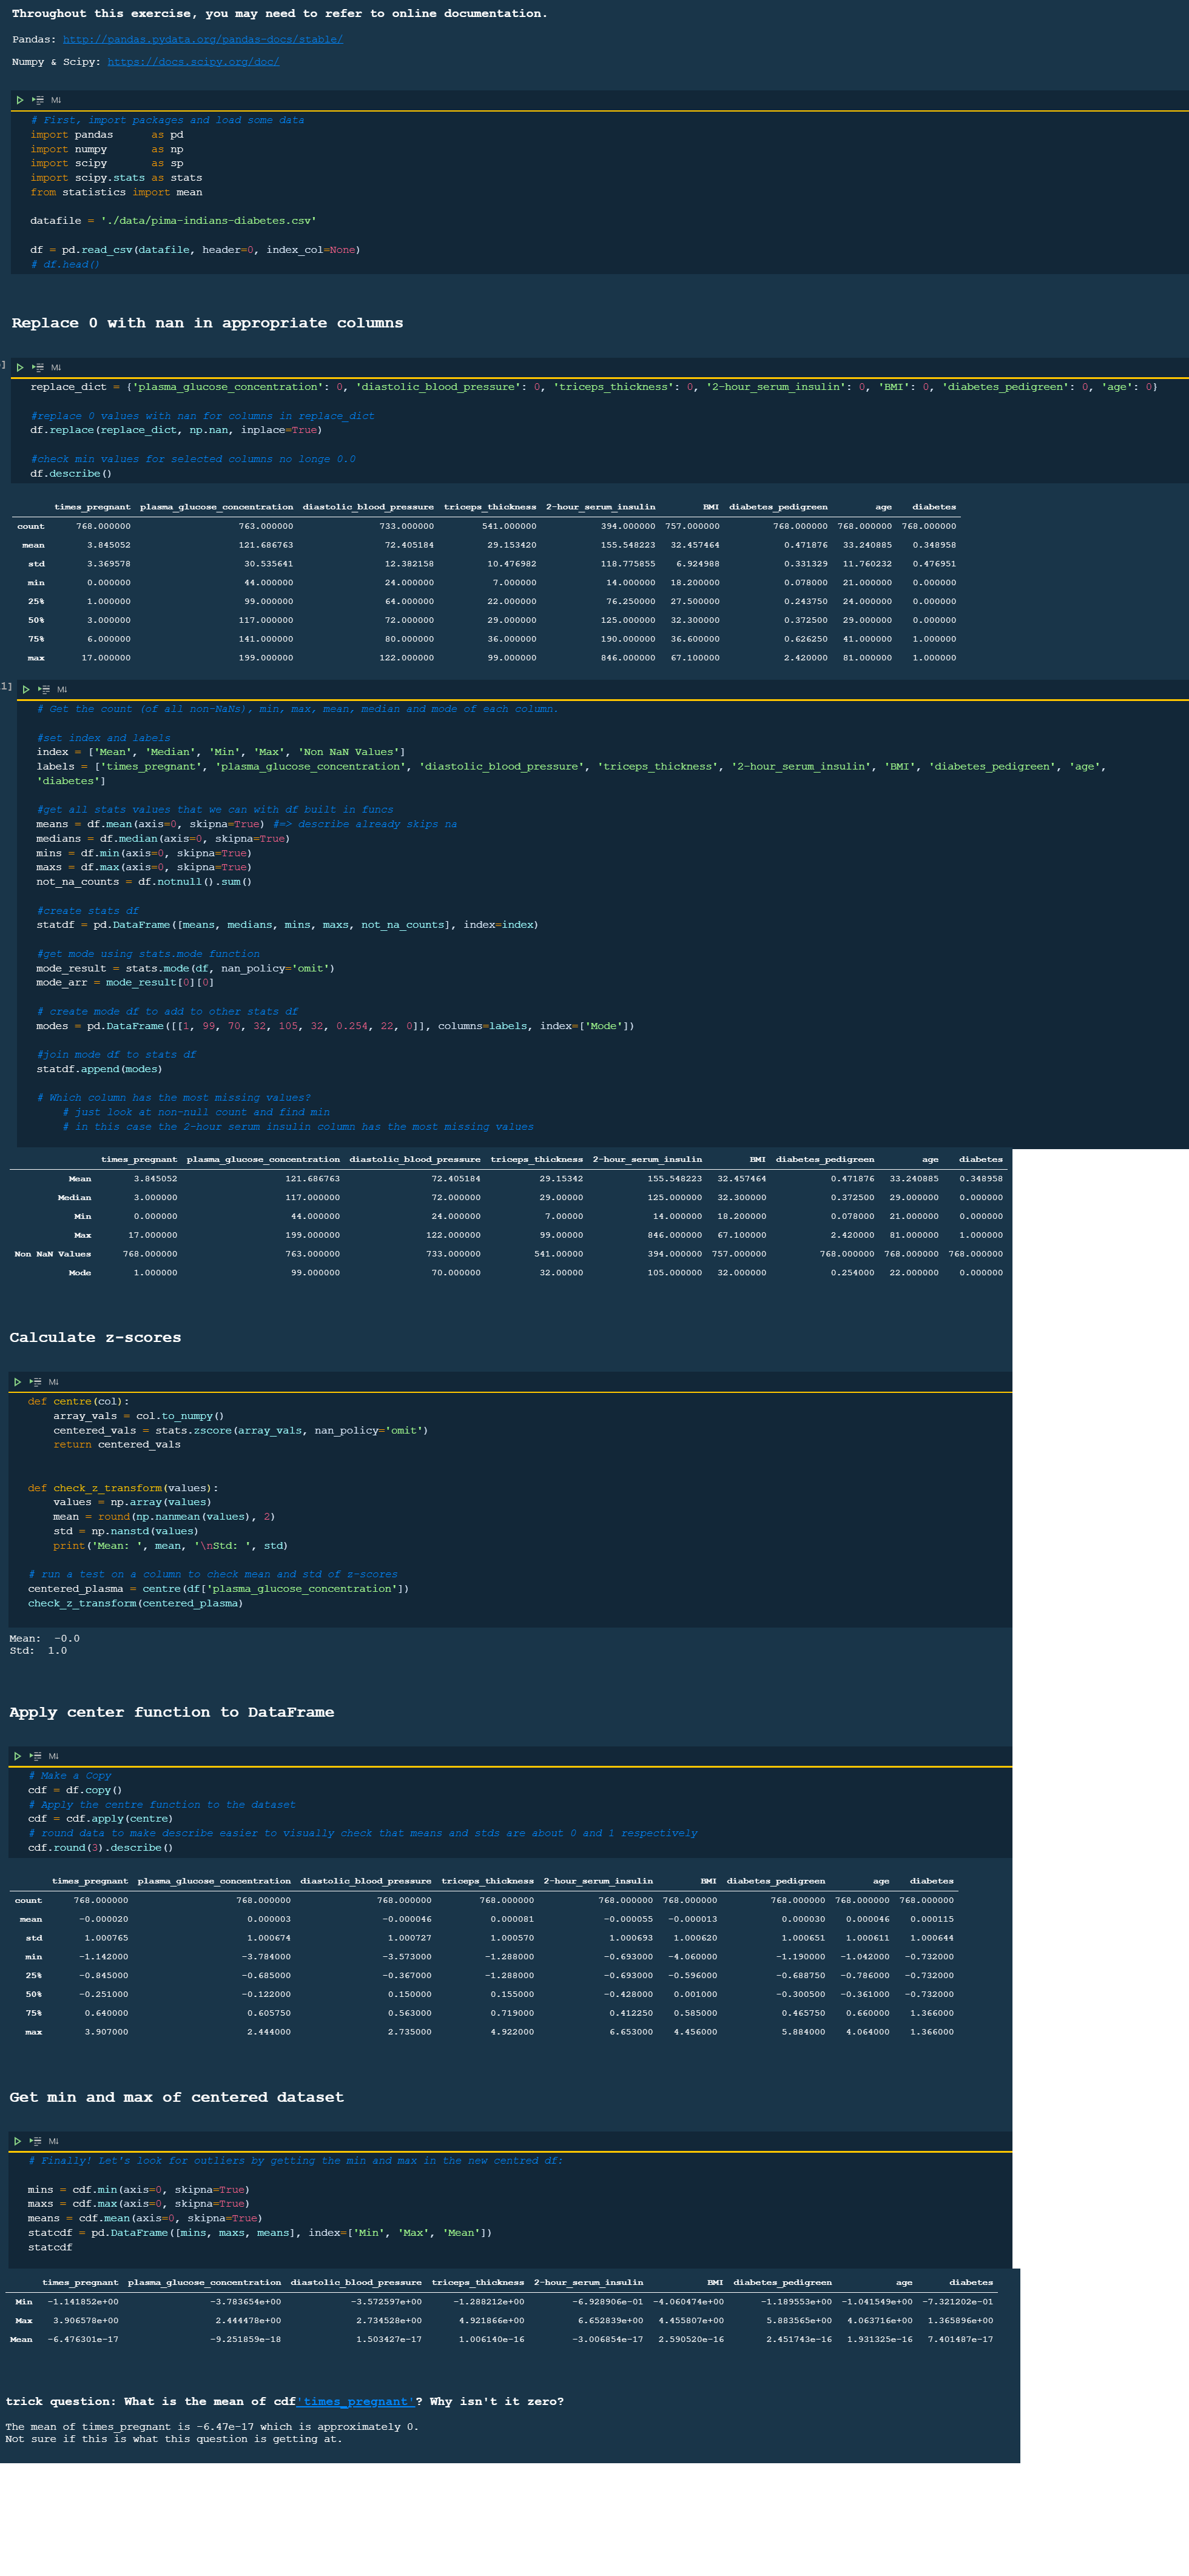 Throughout this exercise, you may need to refer to online documentation.
Pandas: http://pandas.pydata.org/pandas-docs/stable/
Numpy & Scipy: https://docs.scipy.org/doc/
M↓
# First, import packages and load some data
import pandas      as pd
import numpy       as np
import scipy       as sp
import scipy.stats as stats
from statistics import mean
datafile = './data/pima-indians-diabetes.csv'
df = pd.read_csv(datafile, header=0, index_col=None)
# df.head()
Replace 0 with nan in appropriate columns
]
M↓
replace_dict = {'plasma_glucose_concentration': 0, 'diastolic_blood_pressure': 0, 'triceps_thickness': 0, '2-hour_serum_insulin': 0, 'BMI': 0, 'diabetes_pedigreen': 0, 'age': 0}
#replace 0 values with nan for columns in replace_dict
df.replace(replace_dict, np.nan, inplace=True)
#check min values for selected columns no longe 0.0
df.describe()
times_pregnant plasma_glucose_concentration diastolic_blood_pressure triceps_thickness 2-hour_serum_insulin BMI diabetes_pedigreen age diabetes
count 768.000000 763.000000 733.000000 541.000000 394.000000 757.000000 768.000000 768.000000 768.000000
mean 3.845052 121.686763 72.405184 29.153420 155.548223 32.457464 0.471876 33.240885 0.348958
std 3.369578 30.535641 12.382158 10.476982 118.775855 6.924988 0.331329 11.760232 0.476951
min 0.000000 44.000000 24.000000 7.000000 14.000000 18.200000 0.078000 21.000000 0.000000
25% 1.000000 99.000000 64.000000 22.000000 76.250000 27.500000 0.243750 24.000000 0.000000
50% 3.000000 117.000000 72.000000 29.000000 125.000000 32.300000 0.372500 29.000000 0.000000
75% 6.000000 141.000000 80.000000 36.000000 190.000000 36.600000 0.626250 41.000000 1.000000
max 17.000000 199.000000 122.000000 99.000000 846.000000 67.100000 2.420000 81.000000 1.000000
1]
M↓
# Get the count (of all non-NaNs), min, max, mean, median and mode of each column.
#set index and labels
index = ['Mean', 'Median', 'Min', 'Max', 'Non NaN Values']
labels = ['times_pregnant', 'plasma_glucose_concentration', 'diastolic_blood_pressure', 'triceps_thickness', '2-hour_serum_insulin', 'BMI', 'diabetes_pedigreen', 'age',
'diabetes']
#get all stats values that we can with df built in funcs
means = df.mean(axis=0, skipna=True) #=> describe already skips na
medians = df.median(axis=0, skipna=True)
mins = df.min(axis=0, skipna=True)
maxs = df.max(axis=0, skipna=True)
not_na_counts = df.notnull().sum()
#create stats df
statdf = pd.DataFrame([means, medians, mins, maxs, not_na_counts], index=index)
#get mode using stats.mode function
mode_result = stats.mode(df, nan_policy='omit')
mode_arr = mode_result[0][0]
# create mode df to add to other stats df
modes = pd.DataFrame([[1, 99, 70, 32, 105, 32, 0.254, 22, 0]], columns=labels, index=['Mode'])
#join mode df to stats df
statdf.append(modes)
# Which column has the most missing values?
# just look at non-null count and find min
# in this case the 2-hour serum insulin column has the most missing values
times_pregnant plasma_glucose_concentration diastolic_blood_pressure triceps_thickness 2-hour_serum_insulin BMI diabetes_pedigreen age diabetes
Mean 3.845052 121.686763 72.405184 29.15342 155.548223 32.457464 0.471876 33.240885 0.348958
Median 3.000000 117.000000 72.000000 29.00000 125.000000 32.300000 0.372500 29.000000 0.000000
Min 0.000000 44.000000 24.000000 7.00000 14.000000 18.200000 0.078000 21.000000 0.000000
Max 17.000000 199.000000 122.000000 99.00000 846.000000 67.100000 2.420000 81.000000 1.000000
Non NaN Values 768.000000 763.000000 733.000000 541.00000 394.000000 757.000000 768.000000 768.000000 768.000000
Mode 1.000000 99.000000 70.000000 32.00000 105.000000 32.000000 0.254000 22.000000 0.000000
Calculate z-scores
M↓
def centre(col):
    array_vals = col.to_numpy()
    centered_vals = stats.zscore(array_vals, nan_policy='omit')
    return centered_vals
def check_z_transform(values):
    values = np.array(values)
    mean = round(np.nanmean(values), 2)
    std = np.nanstd(values)
    print('Mean: ', mean, '\nStd: ', std)
# run a test on a column to check mean and std of z-scores
centered_plasma = centre(df['plasma_glucose_concentration'])
check_z_transform(centered_plasma)
Mean:  -0.0
Std:  1.0
Apply center function to DataFrame
M↓
# Make a Copy
cdf = df.copy()
# Apply the centre function to the dataset
cdf = cdf.apply(centre)
# round data to make describe easier to visually check that means and stds are about 0 and 1 respectively
cdf.round(3).describe()
times_pregnant plasma_glucose_concentration diastolic_blood_pressure triceps_thickness 2-hour_serum_insulin BMI diabetes_pedigreen age diabetes
count 768.000000 768.000000 768.000000 768.000000 768.000000 768.000000 768.000000 768.000000 768.000000
mean -0.000020 0.000003 -0.000046 0.000081 -0.000055 -0.000013 0.000030 0.000046 0.000115
std 1.000765 1.000674 1.000727 1.000570 1.000693 1.000620 1.000651 1.000611 1.000644
min -1.142000 -3.784000 -3.573000 -1.288000 -0.693000 -4.060000 -1.190000 -1.042000 -0.732000
25% -0.845000 -0.685000 -0.367000 -1.288000 -0.693000 -0.596000 -0.688750 -0.786000 -0.732000
50% -0.251000 -0.122000 0.150000 0.155000 -0.428000 0.001000 -0.300500 -0.361000 -0.732000
75% 0.640000 0.605750 0.563000 0.719000 0.412250 0.585000 0.465750 0.660000 1.366000
max 3.907000 2.444000 2.735000 4.922000 6.653000 4.456000 5.884000 4.064000 1.366000
Get min and max of centered dataset
M↓
# Finally! Let's look for outliers by getting the min and max in the new centred df:
mins = cdf.min(axis=0, skipna=True)
maxs = cdf.max(axis=0, skipna=True)
means = cdf.mean(axis=0, skipna=True)
statcdf = pd.DataFrame([mins, maxs, means], index=['Min', 'Max', 'Mean'])
statcdf
times_pregnant plasma_glucose_concentration diastolic_blood_pressure triceps_thickness 2-hour_serum_insulin BMI diabetes_pedigreen age diabetes
Min -1.141852e+00 -3.783654e+00 -3.572597e+00 -1.288212e+00 -6.928906e-01 -4.060474e+00 -1.189553e+00 -1.041549e+00 -7.321202e-01
Max 3.906578e+00 2.444478e+00 2.734528e+00 4.921866e+00 6.652839e+00 4.455807e+00 5.883565e+00 4.063716e+00 1.365896e+00
Mean -6.476301e-17 -9.251859e-18 1.503427e-17 1.006140e-16 -3.006854e-17 2.590520e-16 2.451743e-16 1.931325e-16 7.401487e-17
trick question: What is the mean of cdf'times_pregnant'? Why isn't it zero?
The mean of times_pregnant is -6.47e-17 which is approximately 0.
Not sure if this is what this question is getting at.